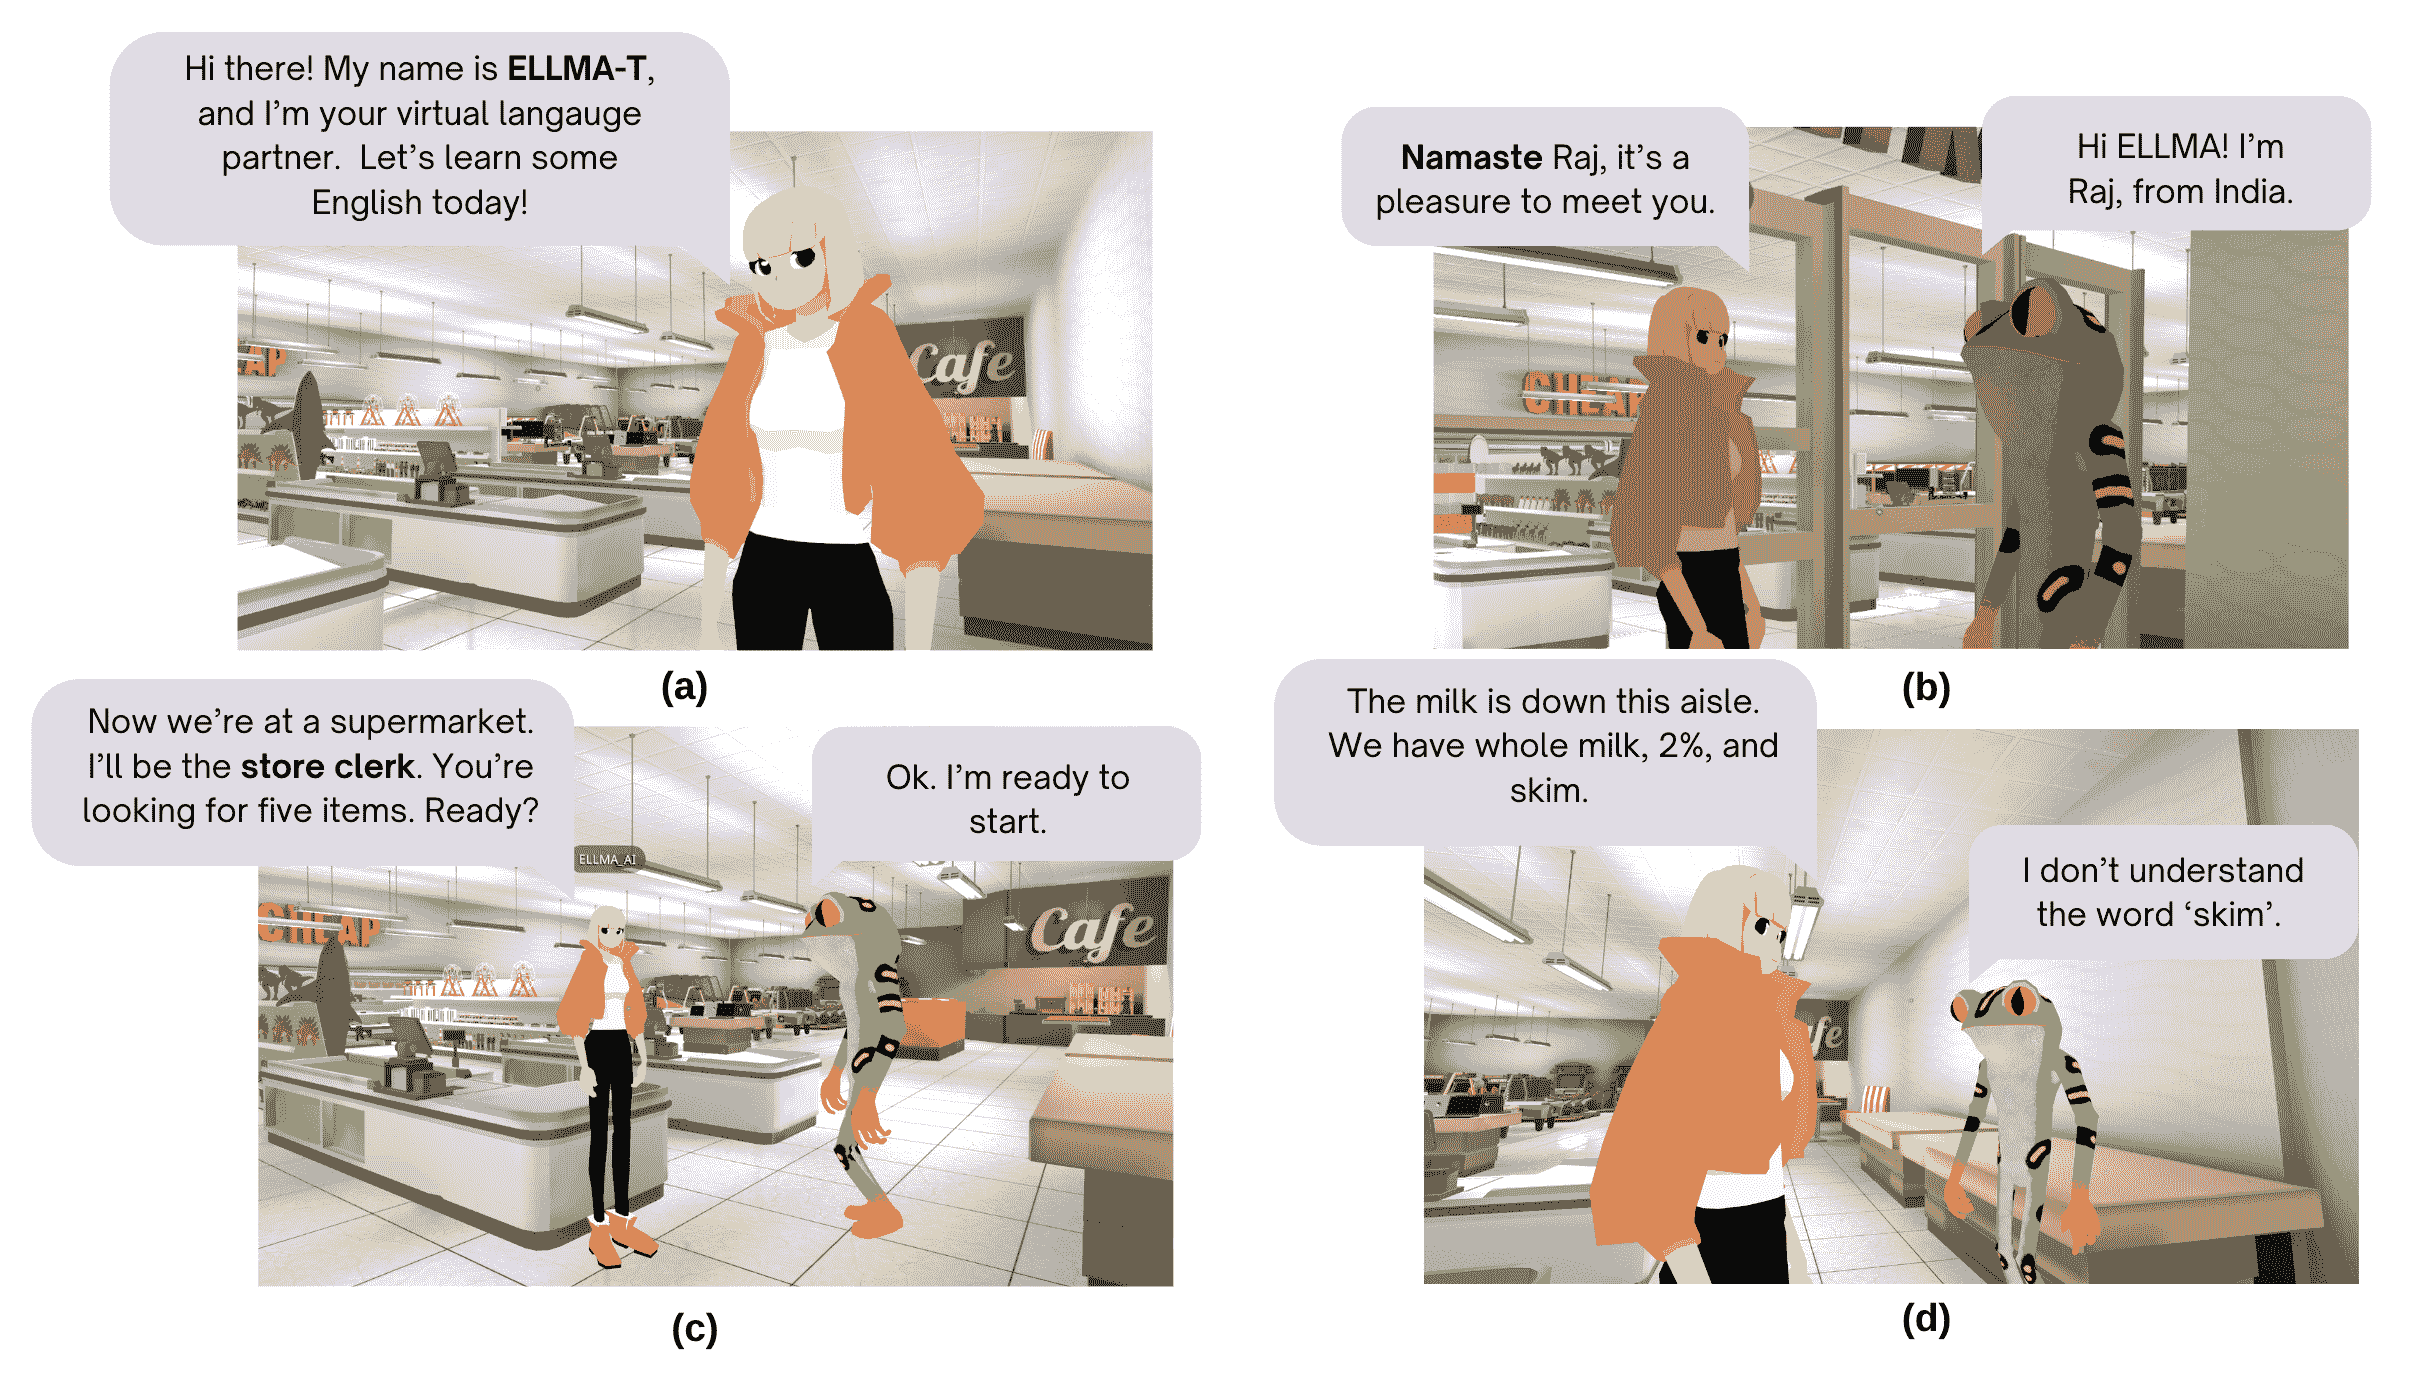 Hi there! My name is ELLMA-T,
and I'm your virtual langauge
partner.  Let's learn some
English today!
Cafe
(a)
Namaste Raj, it's a
pleasure to meet you.
Hi ELLMA! I'm
Raj, from India.
CHEAP
(b)
Now we're at a supermarket.
I'll be the store clerk. You're
looking for five items. Ready?
Ok. I'm ready to
start.
ELLMA_AI
CHEAP
Cafe
(c)
The milk is down this aisle.
We have whole milk, 2%, and
skim.
I don't understand
the word 'skim'.
(d)